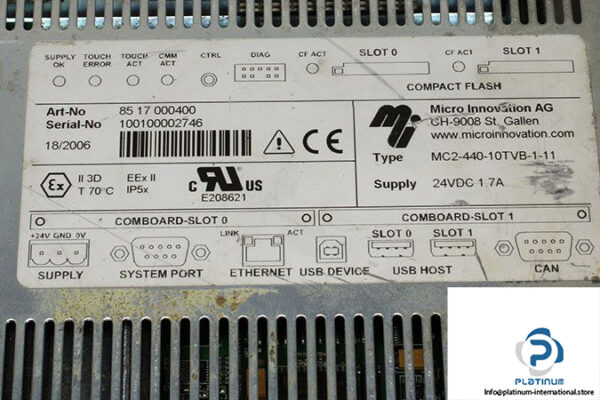 SUPPLY OK
TOUCH ERROR
TOUCH ACT
CMM ACT
CTRL
DIAG
CF ACT
SLOT 0
CF ACT
SLOT 1
COMPACT FLASH
Art-No 85 17 000400
Serial-No 100100002746
18/2006
Micro Innovation AG
CH-9008 St. Gallen
www.microinnovation.com
Type MC2-440-10TVB-1-11
Supply 24VDC 1.7A
CE
Ex
II 3D EEx II
T 70°C IP5x
C US
E208621
COMBOARD-SLOT 0
COMBOARD-SLOT 1
+24V GND 0V
LINK
ACT
SLOT 0
SLOT 1
SUPPLY
SYSTEM PORT
ETHERNET
USB DEVICE
USB HOST
CAN
PLATINUM
platinum-international.store